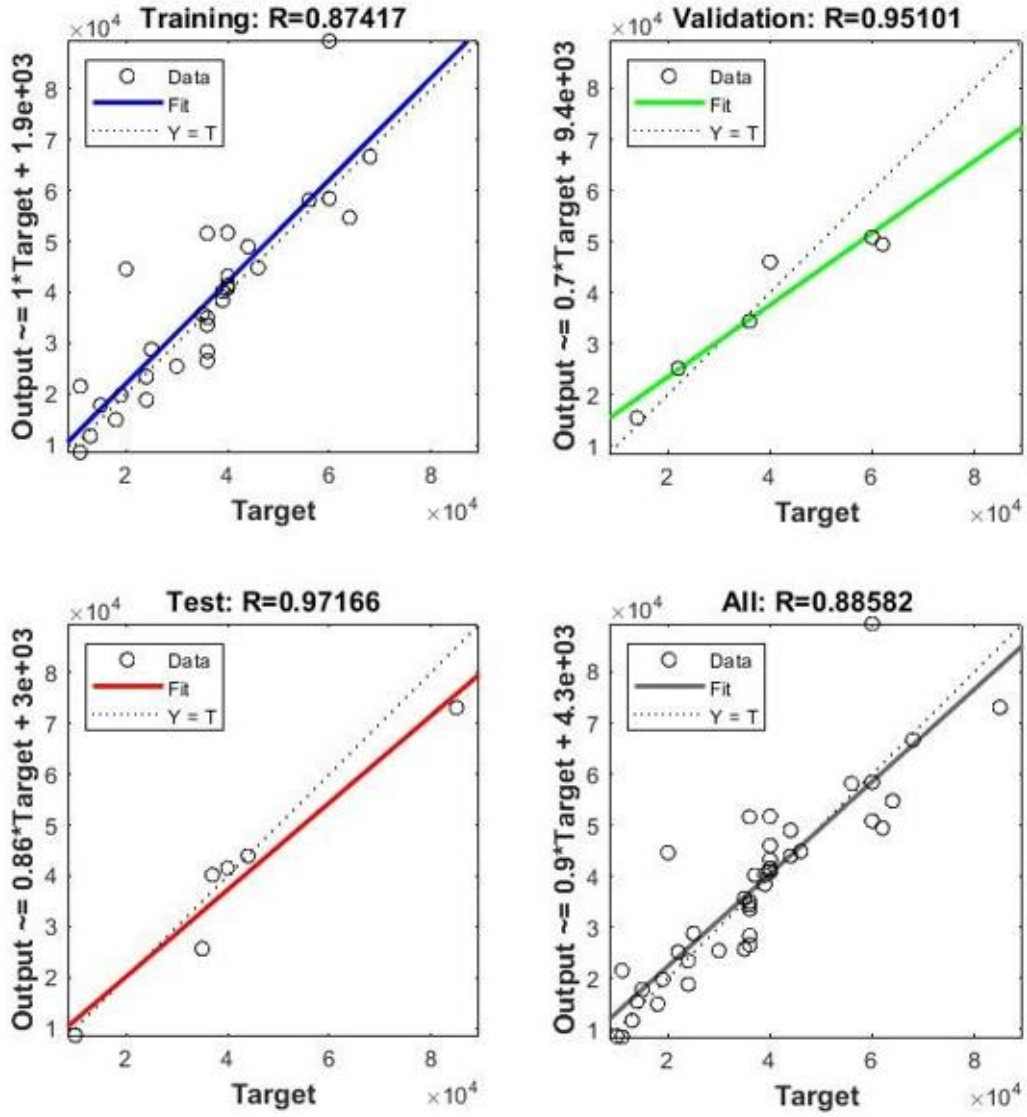 Training: R=0.87417
×10⁴
Output ~= 1*Target + 1.9e+03
8
7
6
5
4
3
2
1
Data
Fit
Y = T
2 4 6 8
Target
×10⁴
Validation: R=0.95101
×10⁴
Output ~= 0.7*Target + 9.4e+03
8
7
6
5
4
3
2
1
Data
Fit
Y = T
2 4 6 8
Target
×10⁴
Test: R=0.97166
×10⁴
Output ~= 0.86*Target + 3e+03
8
7
6
5
4
3
2
1
Data
Fit
Y = T
2 4 6 8
Target
×10⁴
All: R=0.88582
×10⁴
Output ~= 0.9*Target + 4.3e+03
8
7
6
5
4
3
2
1
Data
Fit
Y = T
2 4 6 8
Target
×10⁴